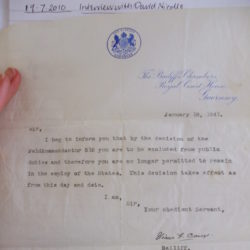 19.7.2010 Interview with David Nicolle
The Bailiff's Chambers,
Royal Court House,
Guernsey.
January 28, 1941.
Sir,
I beg to inform you that by the decision of the
Feldkommandantur 515 you are to be excluded from public
duties and therefore you are no longer permitted to remain
in the employ of the States. This decision takes effect as
from this day and date.
I am,
Sir,
Your obedient Servant,
Bailiff.